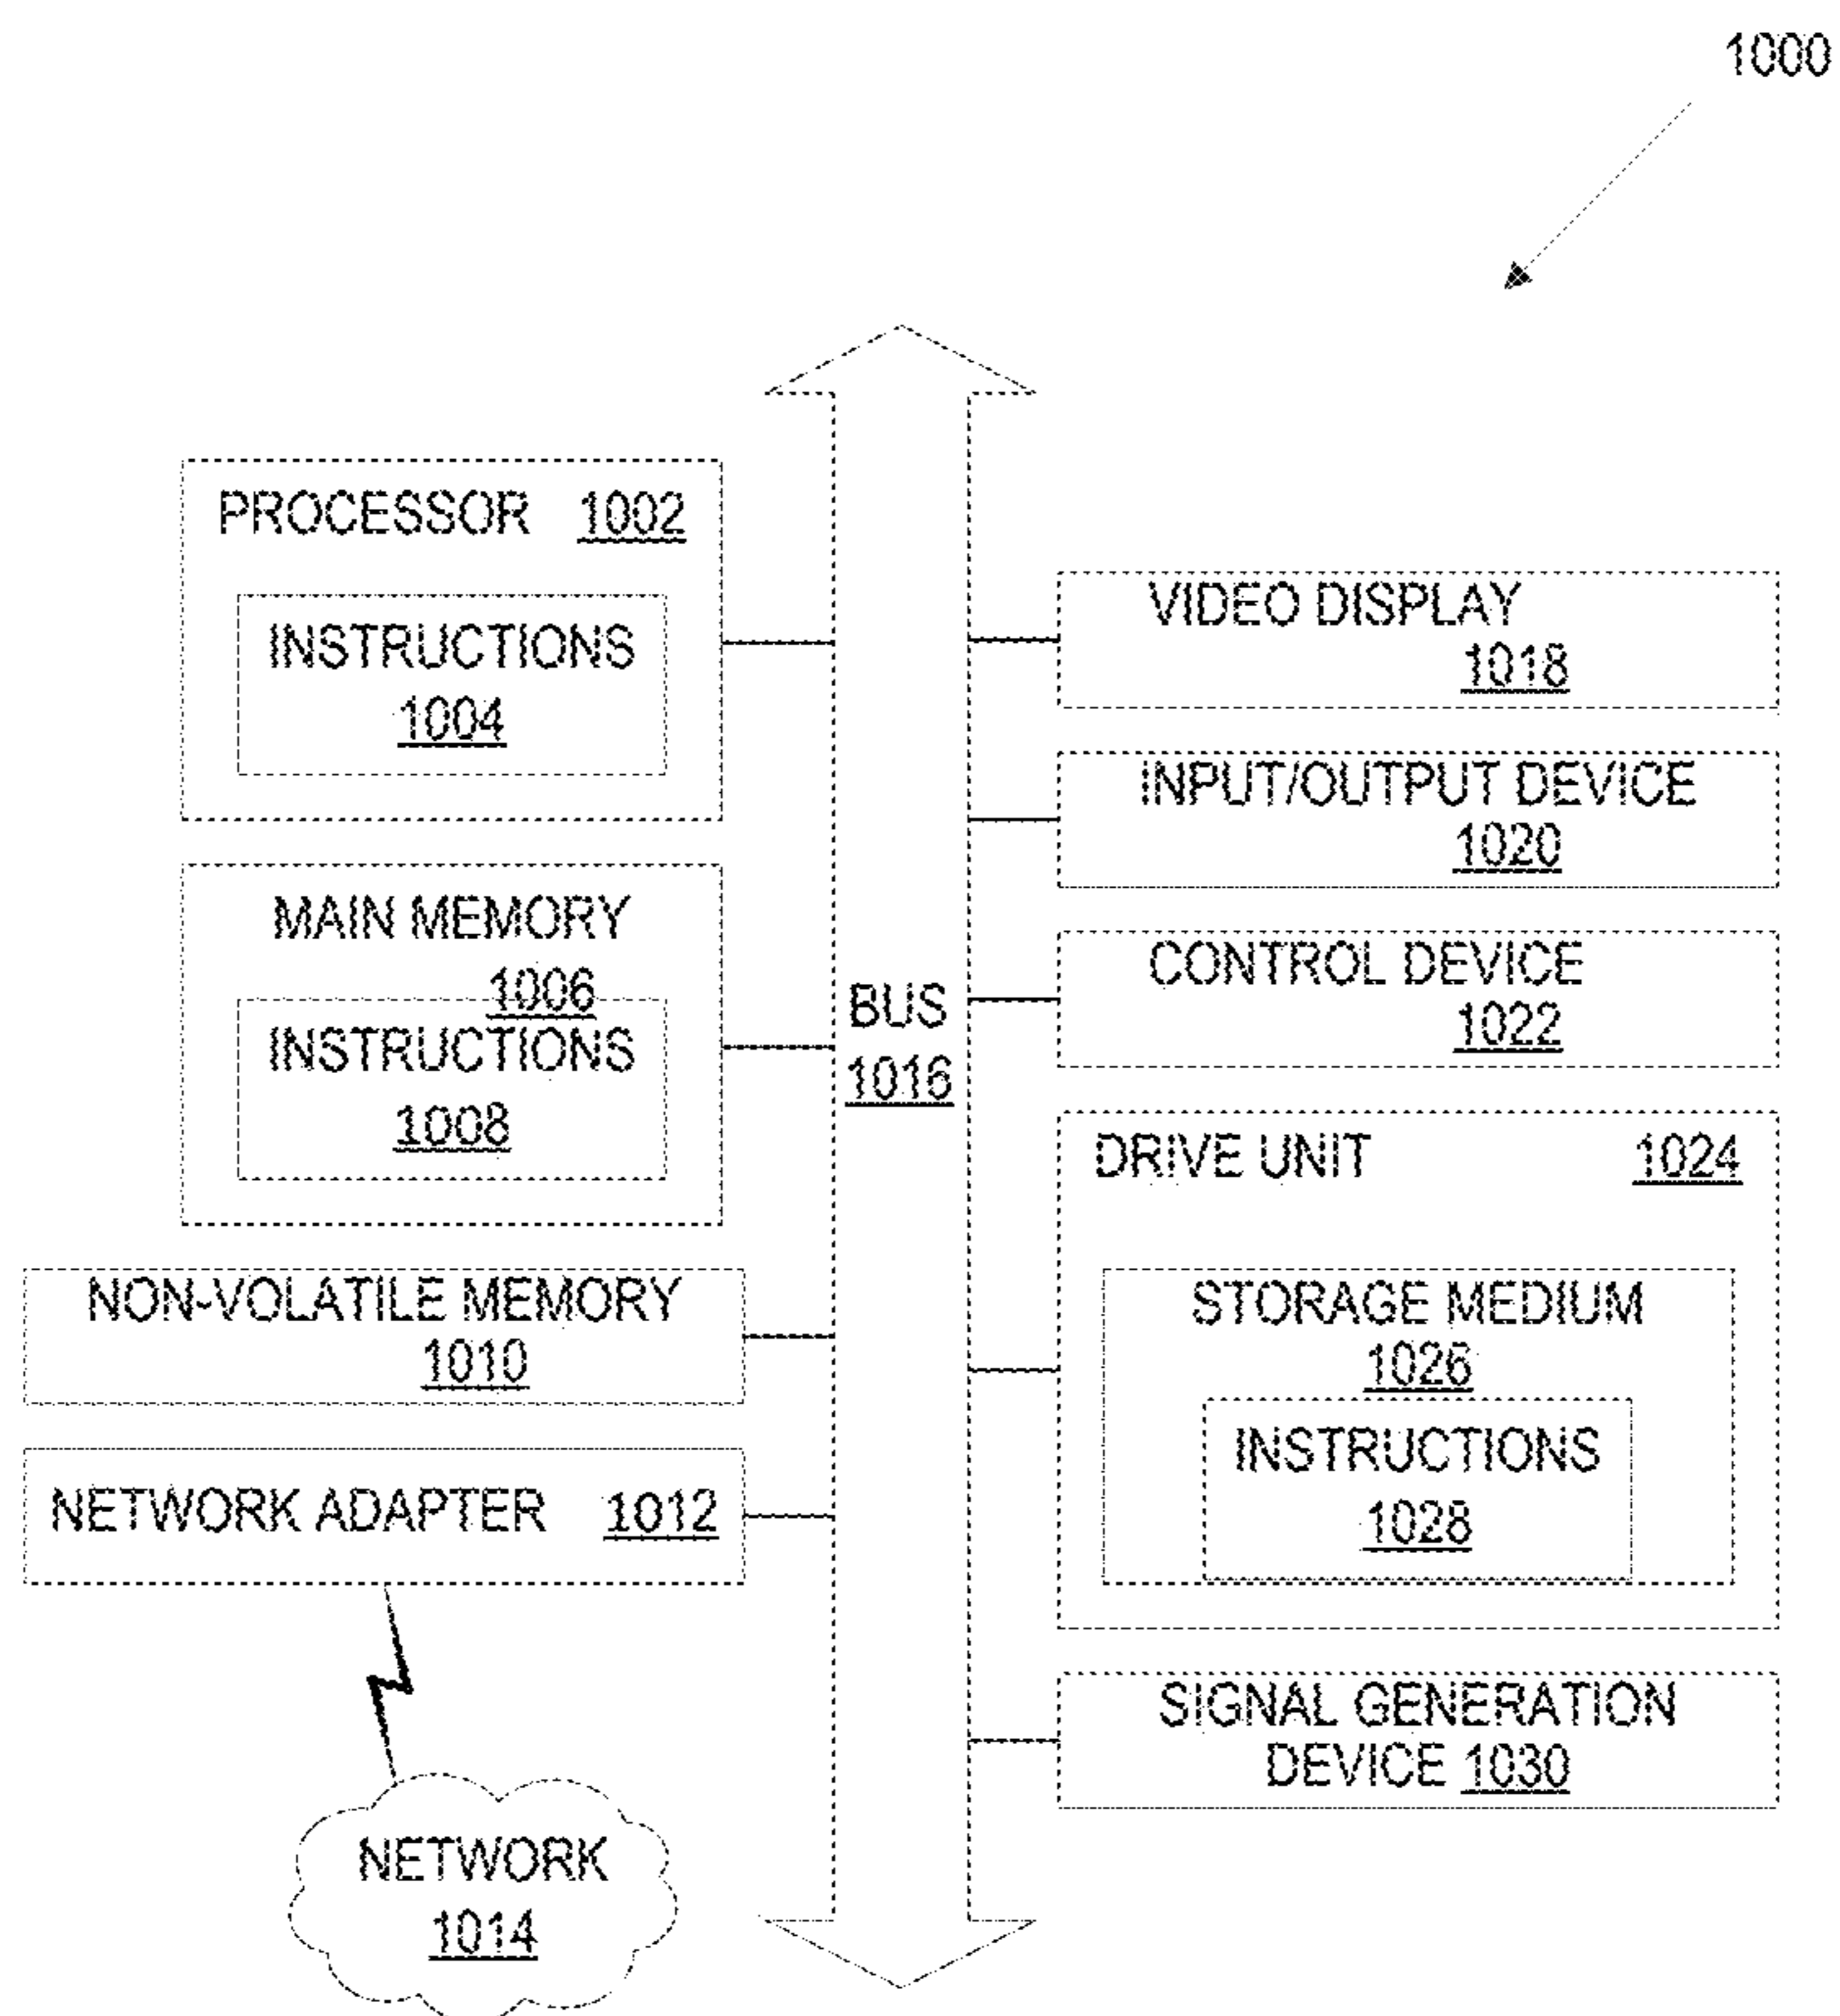 1000
PROCESSOR 1002
INSTRUCTIONS
1004
MAIN MEMORY
1006
INSTRUCTIONS
1008
NON-VOLATILE MEMORY
1010
NETWORK ADAPTER 1012
NETWORK
1014
BUS
1016
VIDEO DISPLAY
1018
INPUT/OUTPUT DEVICE
1020
CONTROL DEVICE
1022
DRIVE UNIT 1024
STORAGE MEDIUM
1026
INSTRUCTIONS
1028
SIGNAL GENERATION
DEVICE 1030